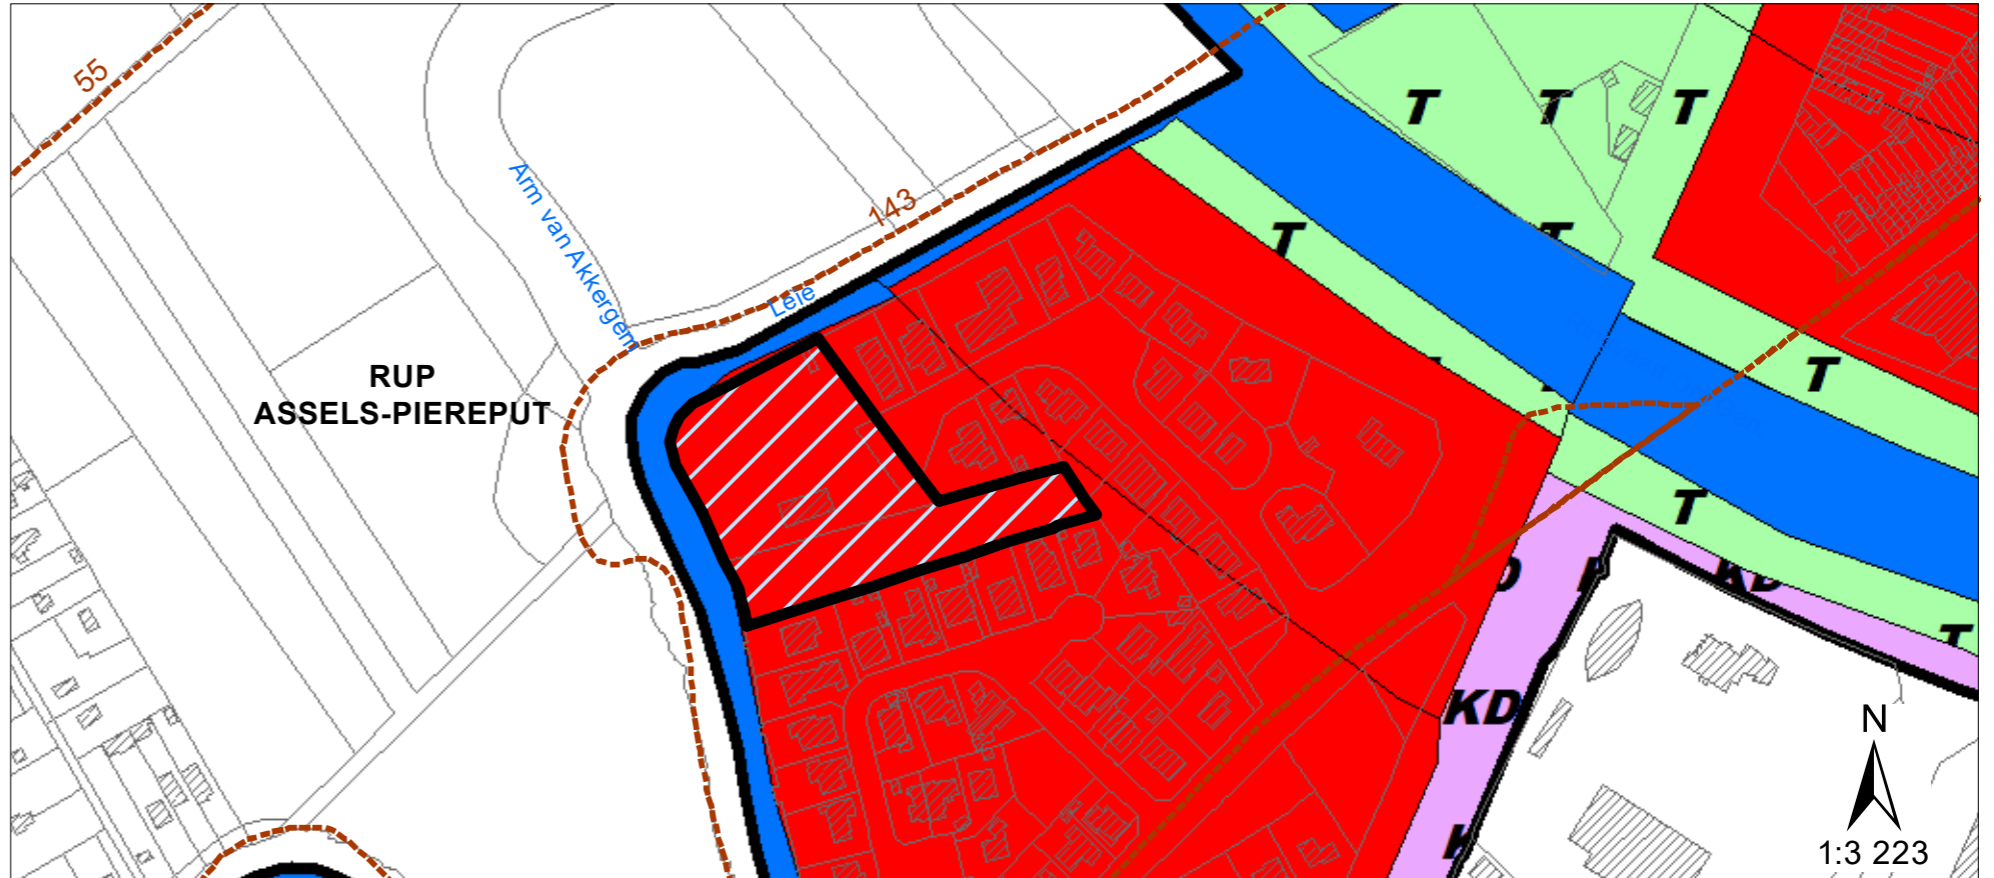 55
T
T
T
143
Arm van Akkergem
T
T
Leie
RUP
ASSELS-PIEREPUT
T
T
KD
T
KD
N
1:3 223